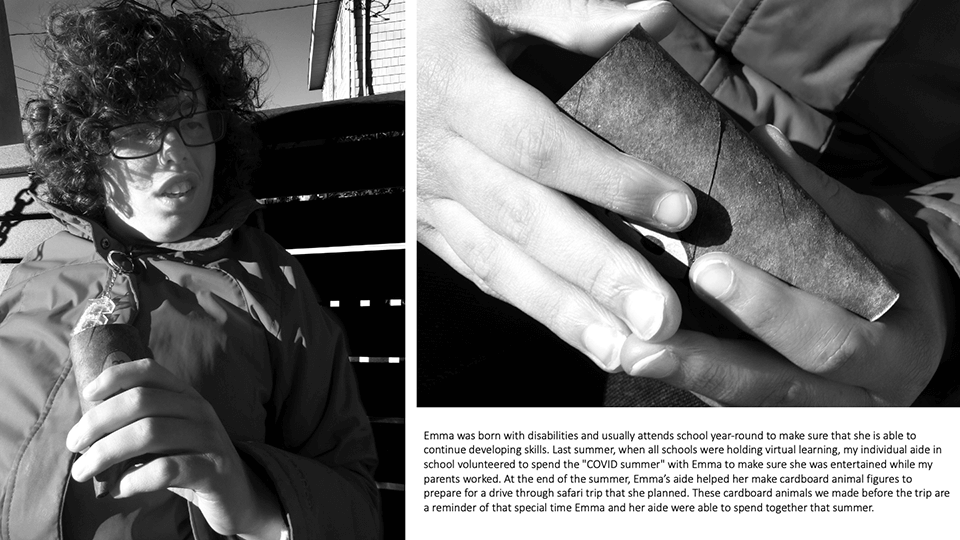 Emma was born with disabilities and usually attends school year-round to make sure that she is able to
continue developing skills. Last summer, when all schools were holding virtual learning, my individual aide in
school volunteered to spend the "COVID summer" with Emma to make sure she was entertained while my
parents worked. At the end of the summer, Emma's aide helped her make cardboard animal figures to
prepare for a drive through safari trip that she planned. These cardboard animals we made before the trip are
a reminder of that special time Emma and her aide were able to spend together that summer.